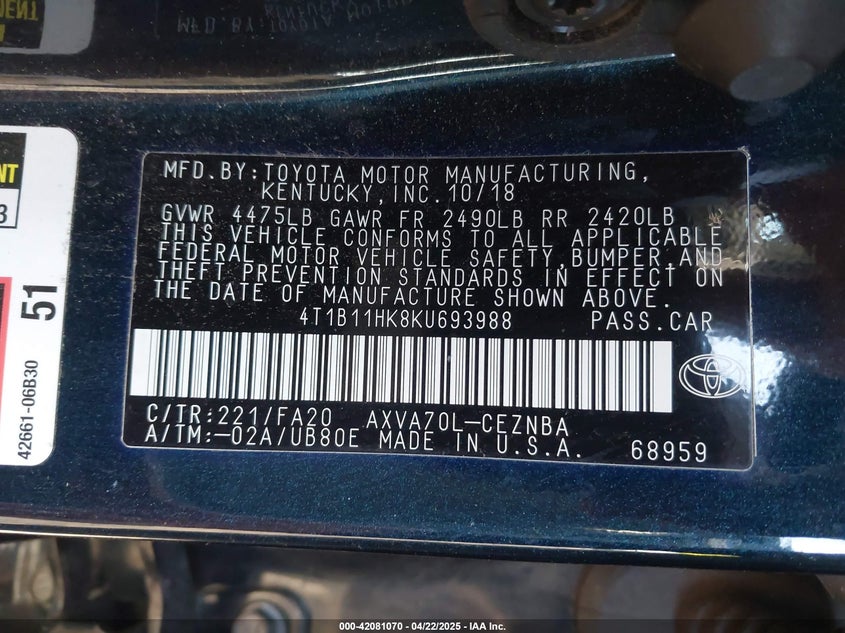 MFD.BY:TOYOTA MOTOR MANUFACTURING,
KENTUCKY,INC.10/18
GVWR 4475LB GAWR FR 2490LB RR 2420LB
THIS VEHICLE CONFORMS TO ALL APPLICABLE
FEDERAL MOTOR VEHICLE SAFETY,BUMPER,AND
THEFT PREVENTION STANDARDS IN EFFECT ON
THE DATE OF MANUFACTURE SHOWN ABOVE.
4T1B11HK8KU693988 PASS.CAR
C/TR:221/FA20 AXVA70L-CEZNBA
A/TM:-02A/UB80E MADE IN U.S.A. 68959
51
42661-06B30
000-42081070 | 04/22/2025 - IAA Inc.